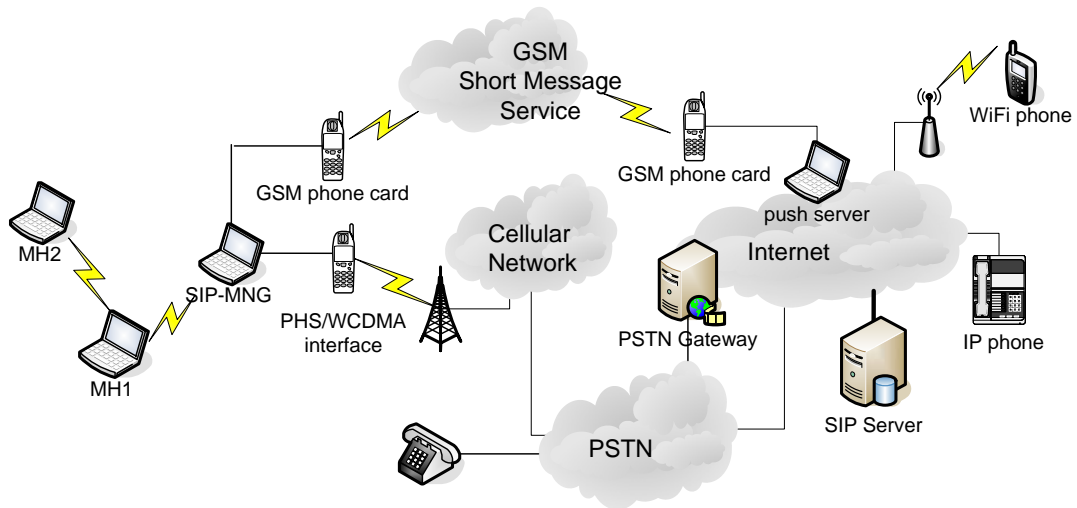 GSM
Short Message
Service
WiFi phone
GSM phone card
GSM phone card
push server
MH2
Cellular
Network
Internet
SIP-MNG
PHS/WCDMA
interface
PSTN Gateway
IP phone
MH1
SIP Server
PSTN